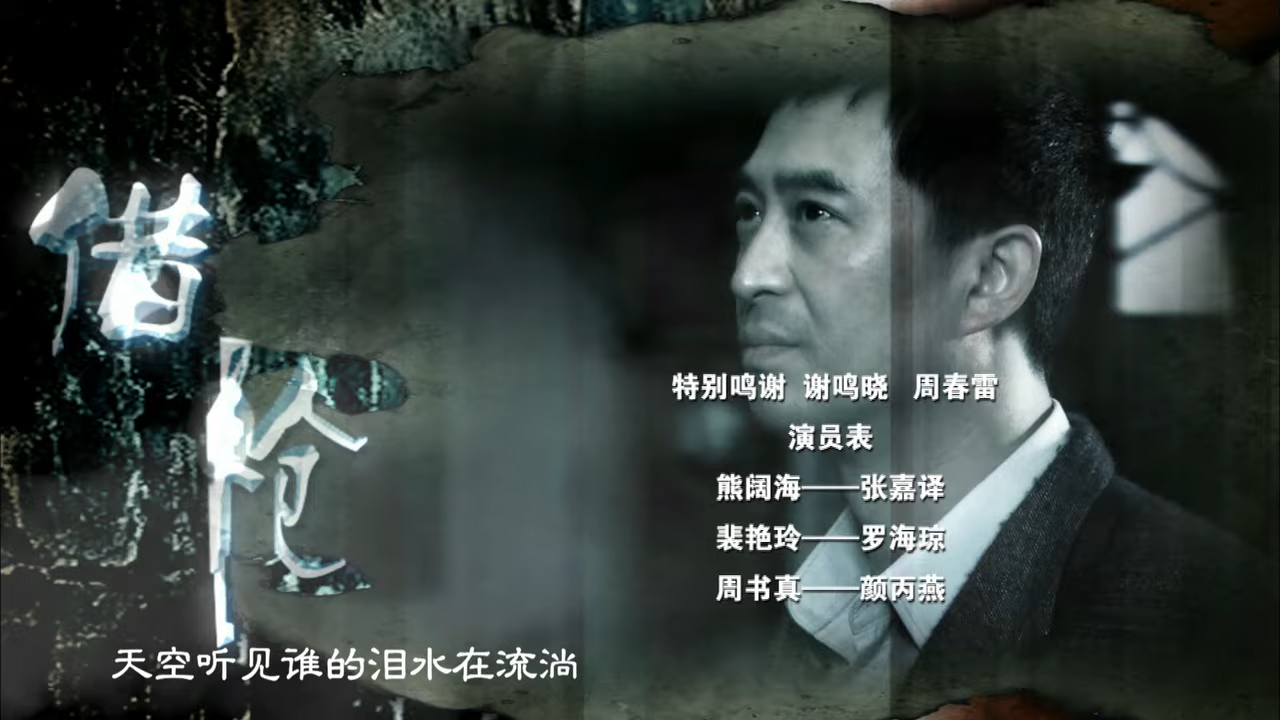 借枪
特别鸣谢 谢鸣晓 周春雷
演员表
熊阔海——张嘉译
裴艳玲——罗海琼
周书真——颜丙燕
天空听见谁的泪水在流淌